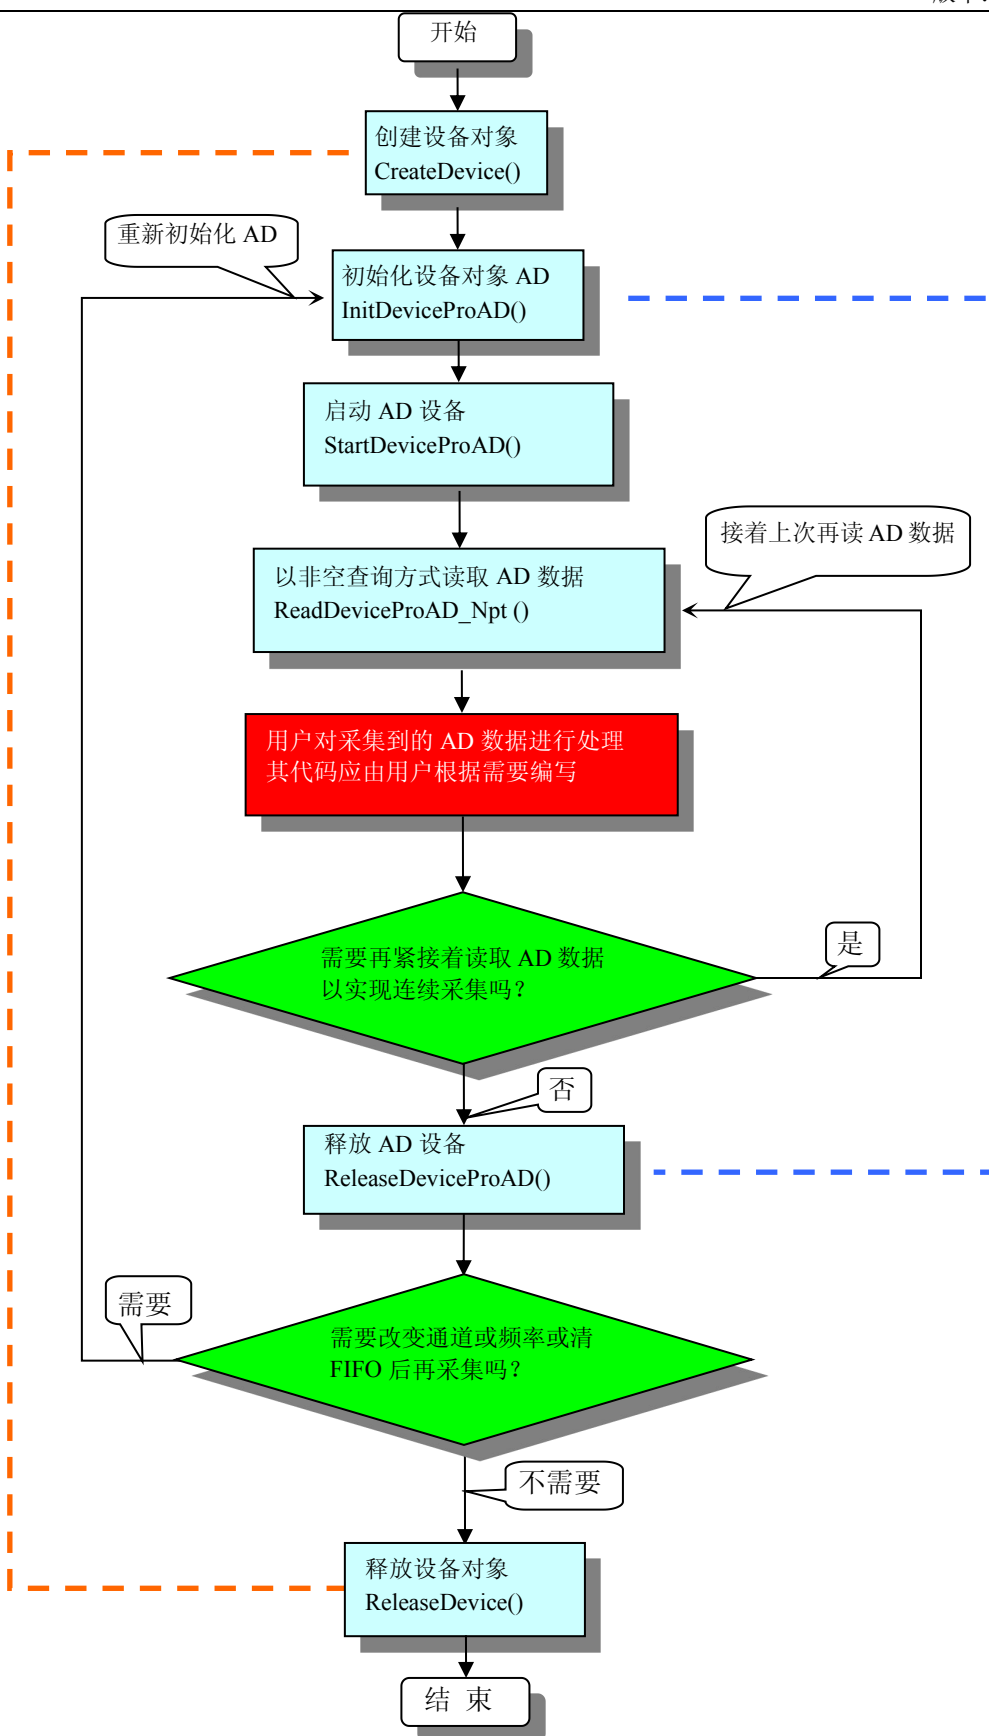 开始
创建设备对象
CreateDevice()
重新初始化 AD
初始化设备对象 AD
InitDeviceProAD()
启动 AD 设备
StartDeviceProAD()
接着上次再读 AD 数据
以非空查询方式读取 AD 数据
ReadDeviceProAD_Npt ()
用户对采集到的 AD 数据进行处理
其代码应由用户根据需要编写
是
需要再紧接着读取 AD 数据
以实现连续采集吗？
否
释放 AD 设备
ReleaseDeviceProAD()
需要
需要改变通道或频率或清
FIFO 后再采集吗？
不需要
释放设备对象
ReleaseDevice()
结 束